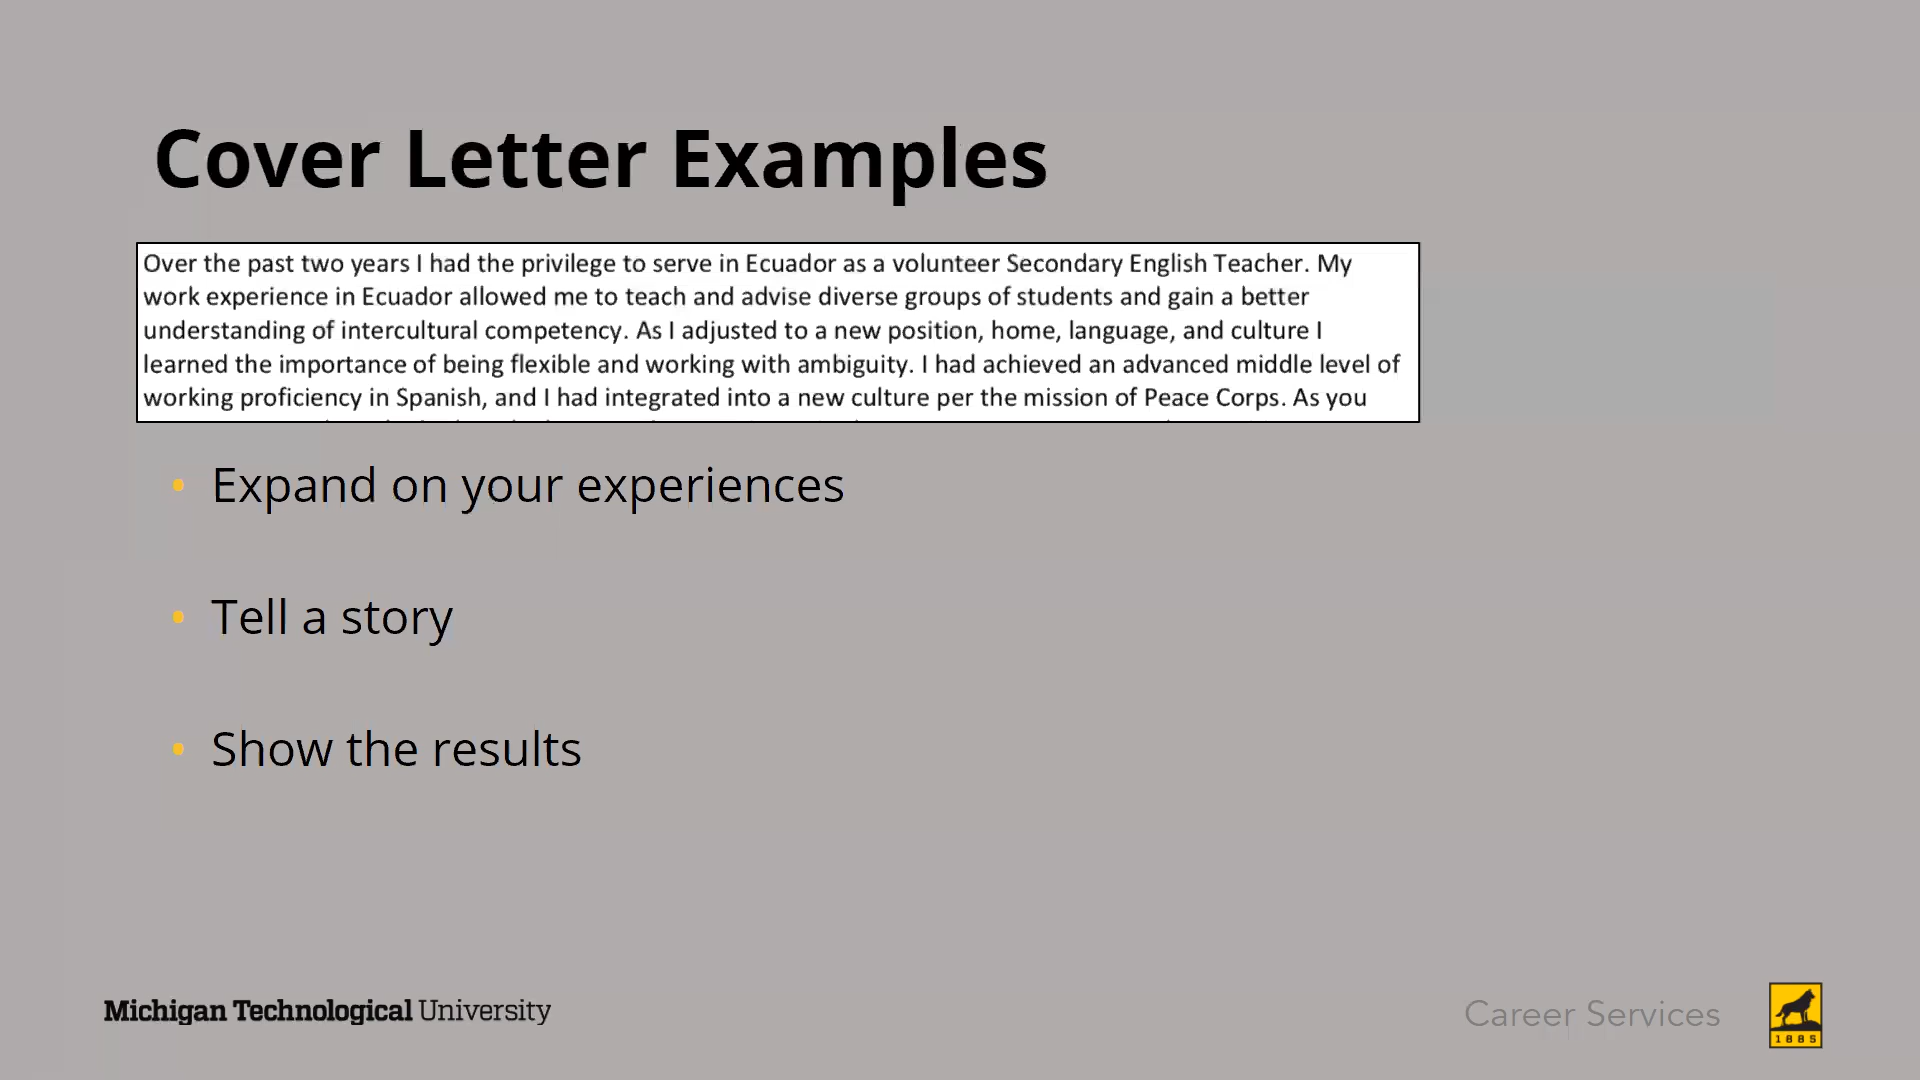 Cover Letter Examples
Over the past two years I had the privilege to serve in Ecuador as a volunteer Secondary English Teacher. My
work experience in Ecuador allowed me to teach and advise diverse groups of students and gain a better
understanding of intercultural competency. As I adjusted to a new position, home, language, and culture I
learned the importance of being flexible and working with ambiguity. I had achieved an advanced middle level of
working proficiency in Spanish, and I had integrated into a new culture per the mission of Peace Corps. As you
• Expand on your experiences
• Tell a story
• Show the results
Michigan Technological University
Career Services
1885